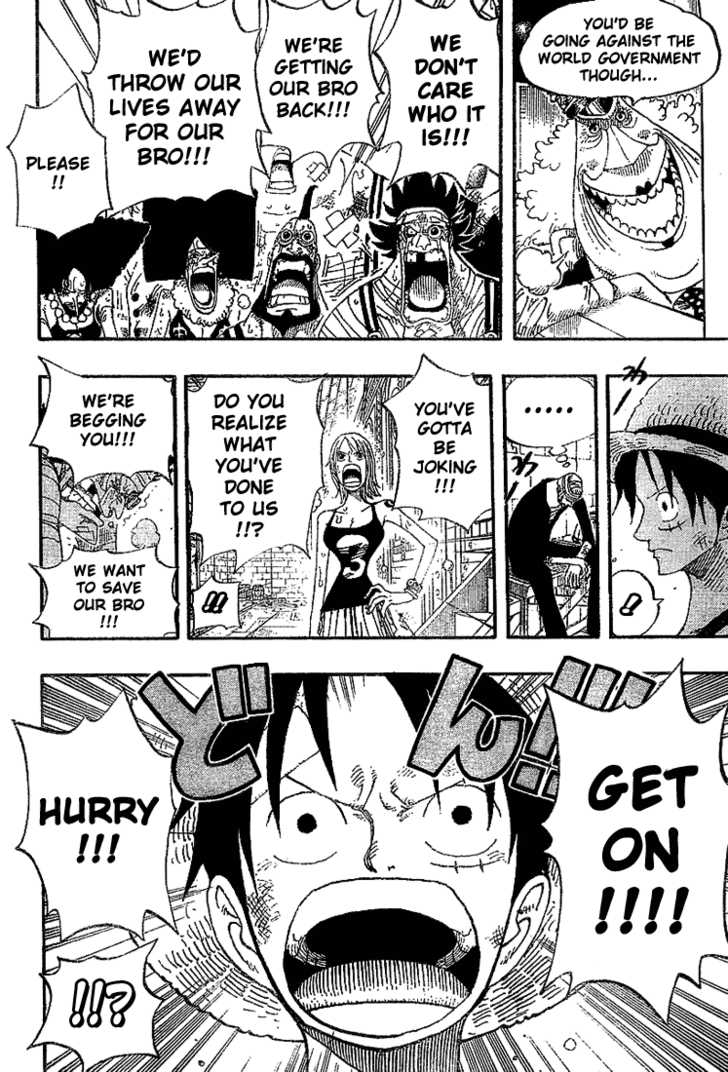 YOU'D BE
GOING AGAINST THE
WORLD GOVERNMENT
THOUGH...
WE
DON'T
CARE
WHO IT
IS!!!
WE'RE
GETTING
OUR BRO
BACK!!!
WE'D
THROW OUR
LIVES AWAY
FOR OUR
BRO!!!
PLEASE
!!
!!
.....
YOU'VE
GOTTA
BE
JOKING
!!!
DO YOU
REALIZE
WHAT
YOU'VE
DONE
TO US
!!?
!!
WE'RE
BEGGING
YOU!!!
WE WANT
TO SAVE
OUR BRO
!!!
GET
ON
!!!!
どん!!!
HURRY
!!!
!!?